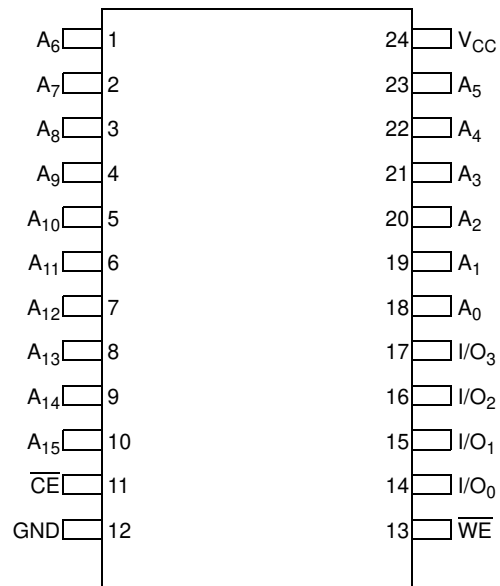 A6 1 24 VCC
A7 2 23 A5
A8 3 22 A4
A9 4 21 A3
A10 5 20 A2
A11 6 19 A1
A12 7 18 A0
A13 8 17 I/O3
A14 9 16 I/O2
A15 10 15 I/O1
C̅E̅ 11 14 I/O0
GND 12 13 W̅E̅